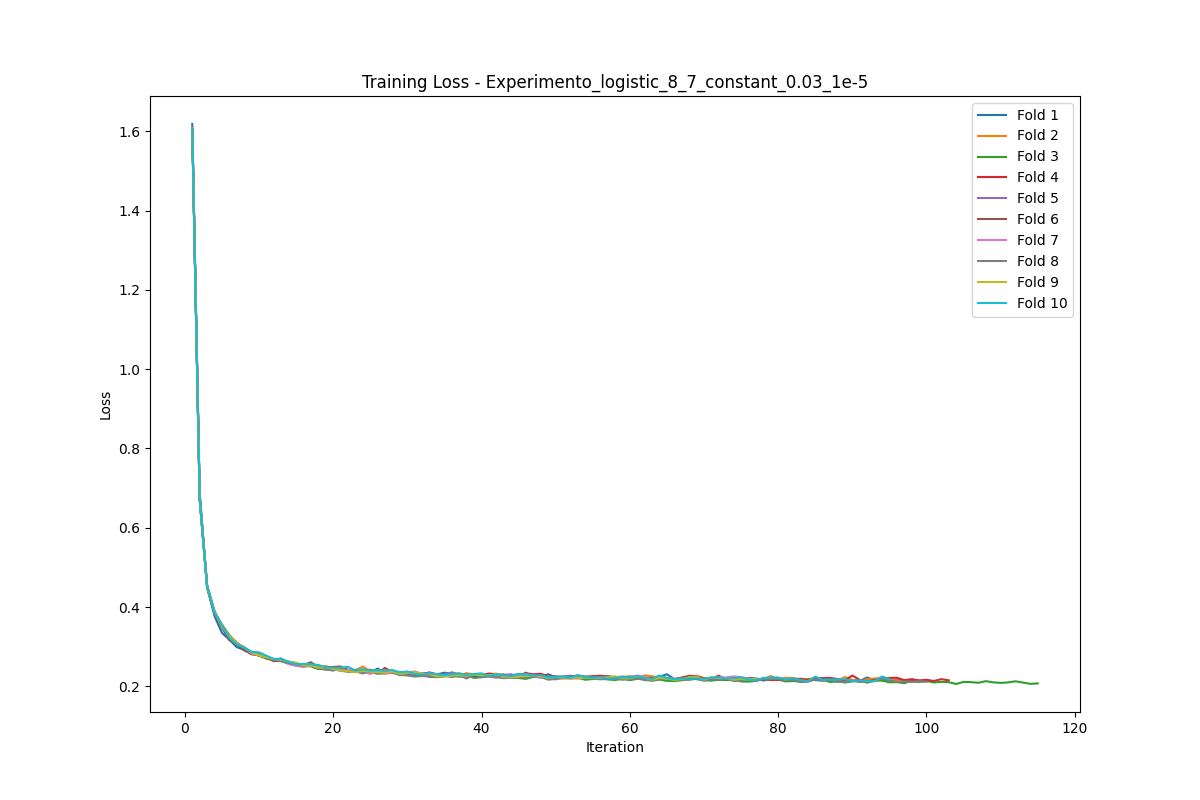 Training Loss - Experimento_logistic_8_7_constant_0.03_1e-5
Loss
1.6
1.4
1.2
1.0
0.8
0.6
0.4
0.2
Fold 1
Fold 2
Fold 3
Fold 4
Fold 5
Fold 6
Fold 7
Fold 8
Fold 9
Fold 10
0 20 40 60 80 100 120
Iteration